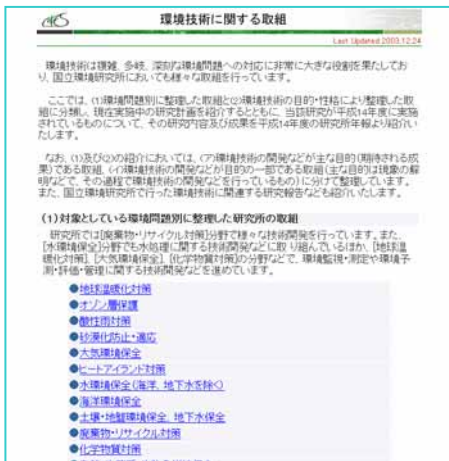 環境技術に関する取組
Last Updated 2003.12.24
環境技術は複雑、多岐、深刻な環境問題への対応に非常に大きな役割を果たしてお
り、国立環境研究所においても様々な取組を行っています。
ここでは、(1)環境問題別に整理した取組と(2)環境技術の目的・性格により整理した取
組に分類し、現在実施中の研究計画を紹介するとともに、当該研究が平成14年度に実施
されているものについて、その研究内容及び成果を平成14年度の研究所年報より紹介い
たします。
なお、(1)及び(2)の紹介においては、(ア)環境技術の開発などが主な目的(期待される成
果)である取組、(イ)環境技術の開発などが目的の一部である取組(主な目的は現象の解
明などで、その過程で環境技術の開発などを行っているもの)に分けて整理しています。
また、国立環境研究所で行った環境技術に関連する研究報告なども紹介いたします。
(1)対象としている環境問題別に整理した研究所の取組
研究所では[廃棄物・リサイクル対策]分野で様々な技術開発を行っています。また、
[水環境保全]分野でも水処理に関する技術開発などに取り組んでいるほか、[地球温
暖化対策]、[大気環境保全]、[化学物質対策]の分野などで、環境監視・測定や環境予
測・評価・管理に関する技術開発などを進めています。
●地球温暖化対策
●オゾン層保護
●酸性雨対策
●砂漠化防止・適応
●大気環境保全
●ヒートアイランド対策
●水環境保全(海洋、地下水を除く)
●海洋環境保全
●土壌・地盤環境保全、地下水保全
●廃棄物・リサイクル対策
●化学物質対策